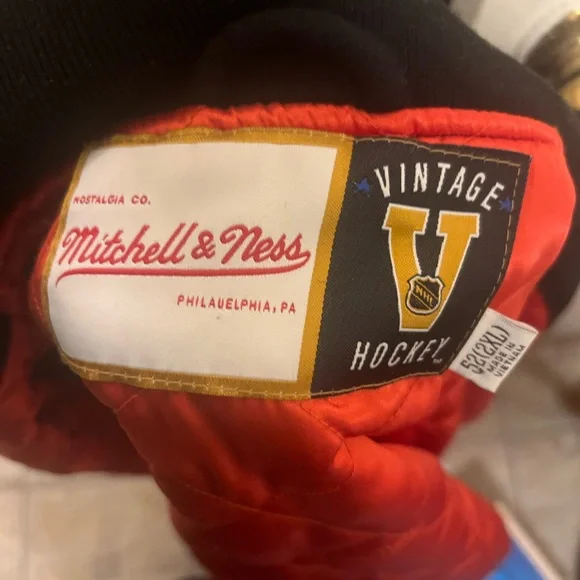 NOSTALGIA CO.
Mitchell & Ness
PHILADELPHIA, PA
VINTAGE
V
NHL
HOCKEY
52(2XL)
MADE IN
VIETNAM